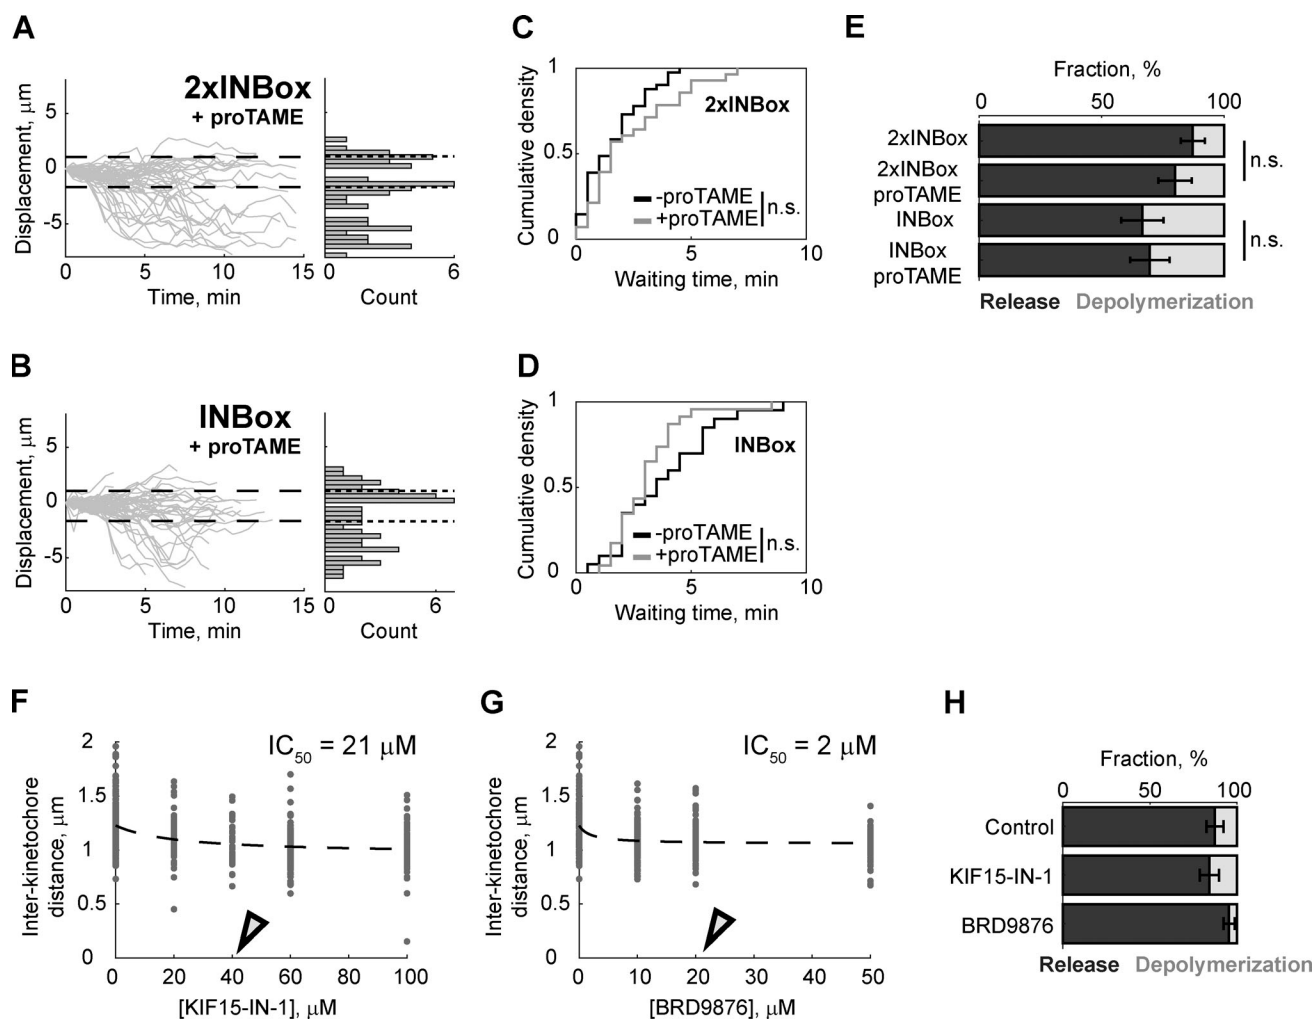 A
2xINBox
+ proTAME
Displacement, μm
5
0
-5
0 5 10 15
Time, min
0 6
Count
C
Cumulative density
1
0.5
0
2xINBox
-proTAME
+proTAME
n.s.
0 5 10
Waiting time, min
E
Fraction, %
0 50 100
2xINBox
2xINBox
proTAME
INBox
INBox
proTAME
n.s.
n.s.
Release Depolymerization
B
INBox
+ proTAME
Displacement, μm
5
0
-5
0 5 10 15
Time, min
0 6
Count
D
Cumulative density
1
0.5
0
INBox
-proTAME
+proTAME
n.s.
0 5 10
Waiting time, min
F
Inter-kinetochore
distance, μm
2
1.5
1
0.5
0
IC50 = 21 μM
0 20 40 60 80 100
[KIF15-IN-1], μM
G
Inter-kinetochore
distance, μm
2
1.5
1
0.5
0
IC50 = 2 μM
0 10 20 30 40 50
[BRD9876], μM
H
Fraction, %
0 50 100
Control
KIF15-IN-1
BRD9876
Release Depolymerization